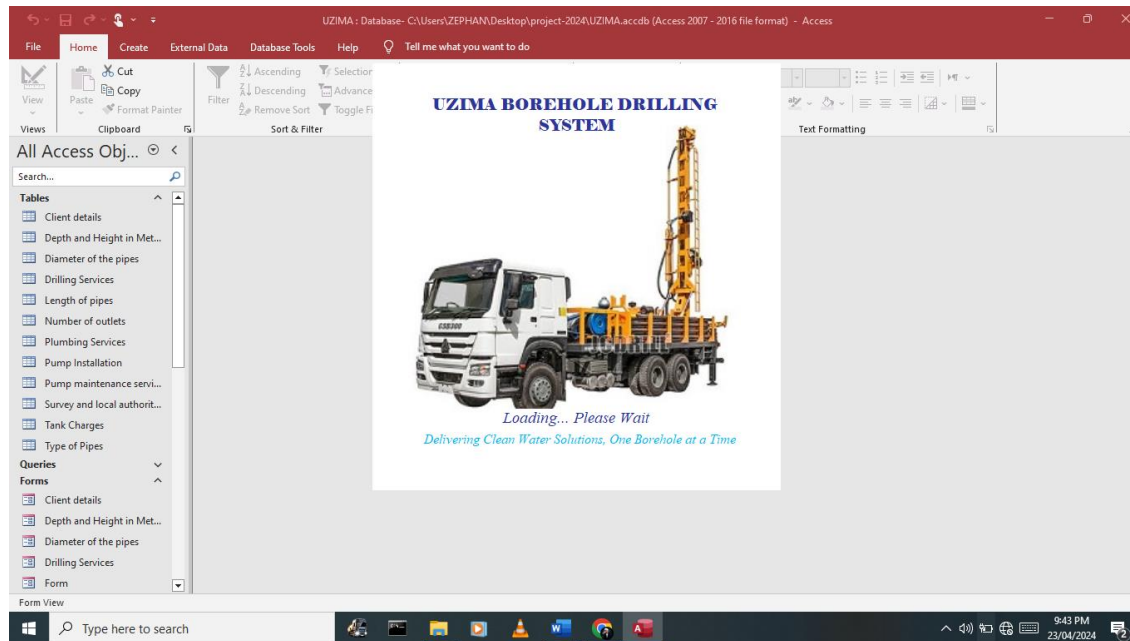 UZIMA : Database- C:\Users\ZEPHAN\Desktop\project-2024\UZIMA.accdb (Access 2007 - 2016 file format) - Access
File Home Create External Data Database Tools Help Tell me what you want to do
View
Views
Paste
Cut
Copy
Format Painter
Clipboard
Filter
Ascending
Descending
Remove Sort
Selection
Advance
Toggle Fi
Sort & Filter
Text Formatting
All Access Obj...
Search...
Tables
Client details
Depth and Height in Met...
Diameter of the pipes
Drilling Services
Length of pipes
Number of outlets
Plumbing Services
Pump Installation
Pump maintenance servi...
Survey and local authorit...
Tank Charges
Type of Pipes
Queries
Forms
Client details
Depth and Height in Met...
Diameter of the pipes
Drilling Services
Form
UZIMA BOREHOLE DRILLING
SYSTEM
JCDRILL
Loading... Please Wait
Delivering Clean Water Solutions, One Borehole at a Time
Form View
Type here to search
9:43 PM
23/04/2024
2